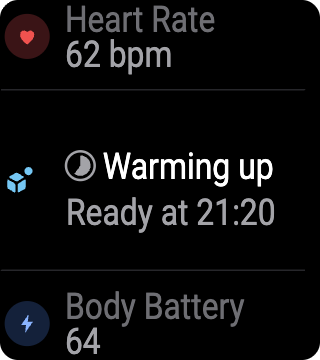 Heart Rate
62 bpm
Warming up
Ready at 21:20
Body Battery
64